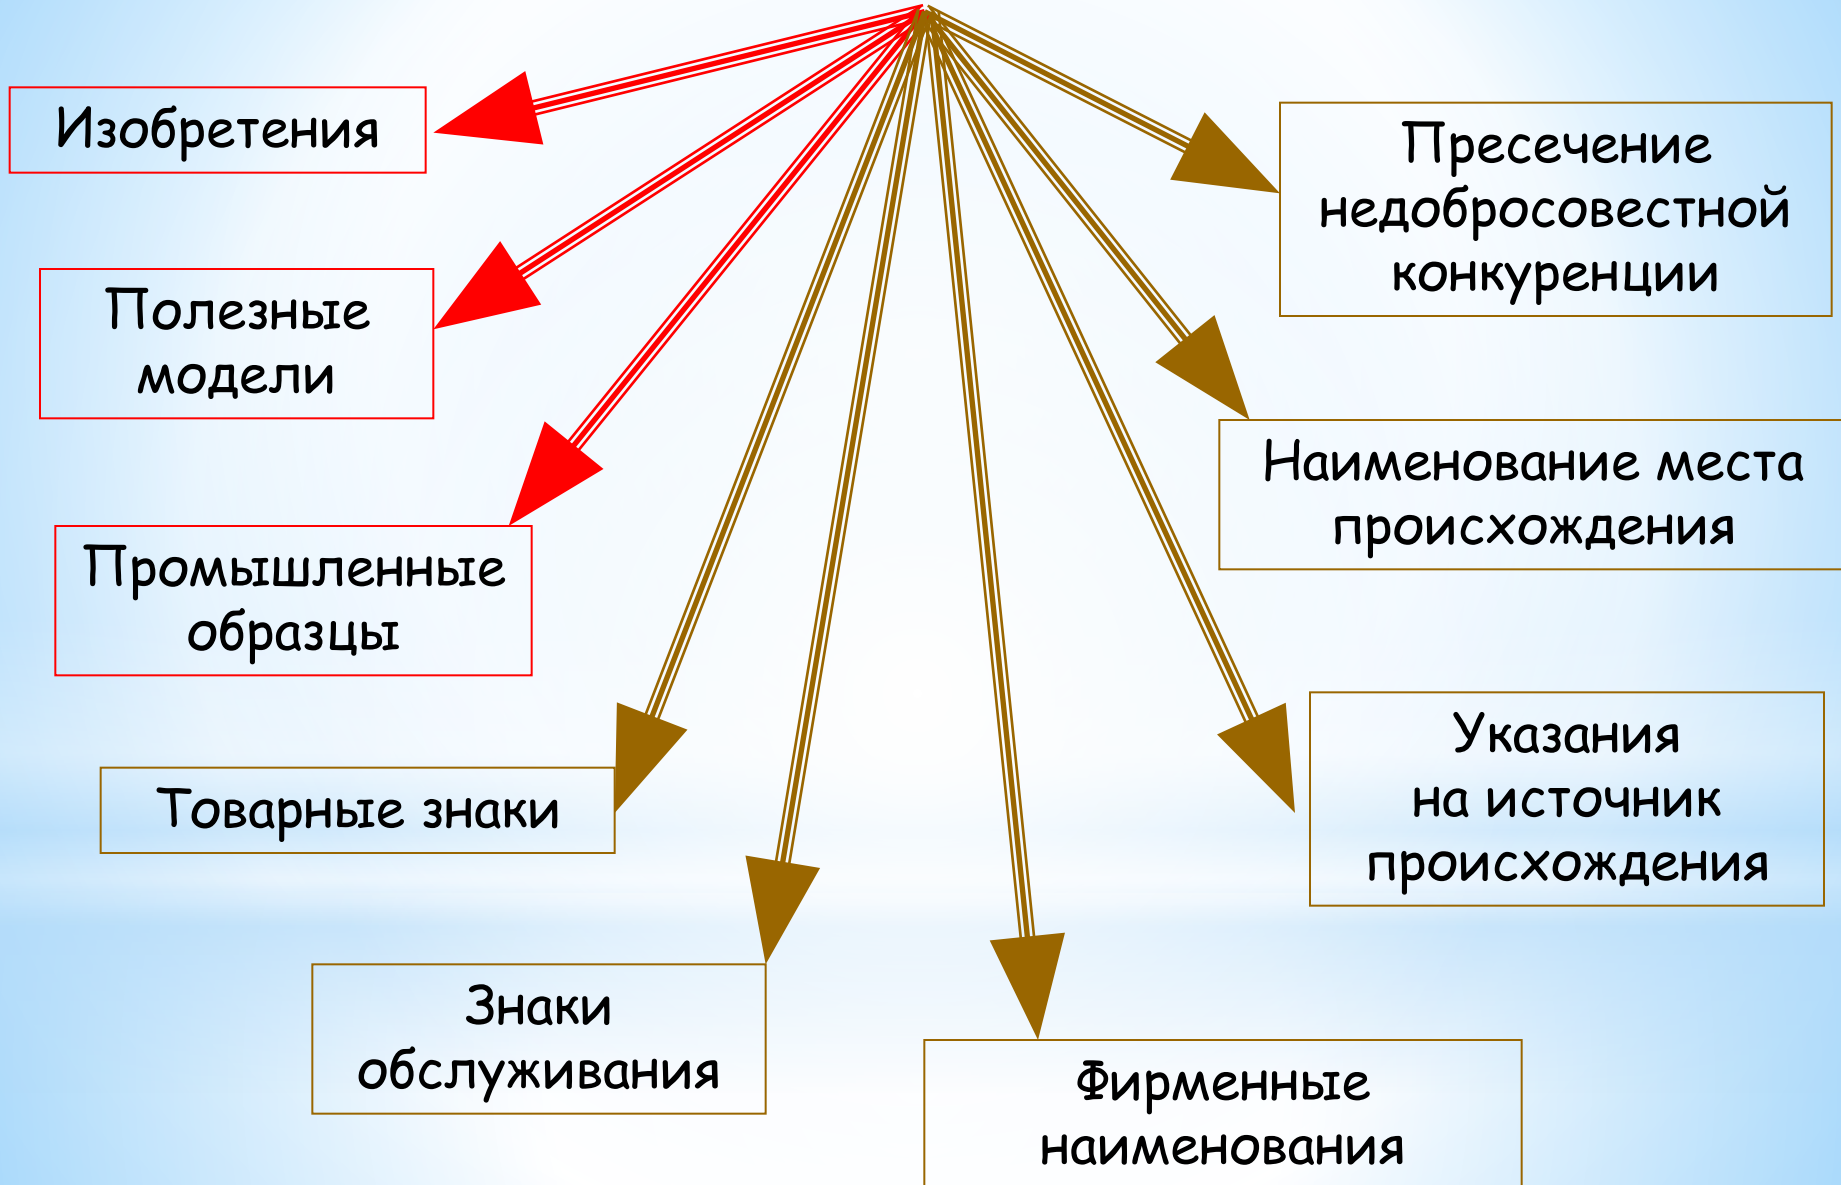 Изобретения
Полезные
модели
Промышленные
образцы
Товарные знаки
Знаки
обслуживания
Фирменные
наименования
Указания
на источник
происхождения
Наименование места
происхождения
Пресечение
недобросовестной
конкуренции